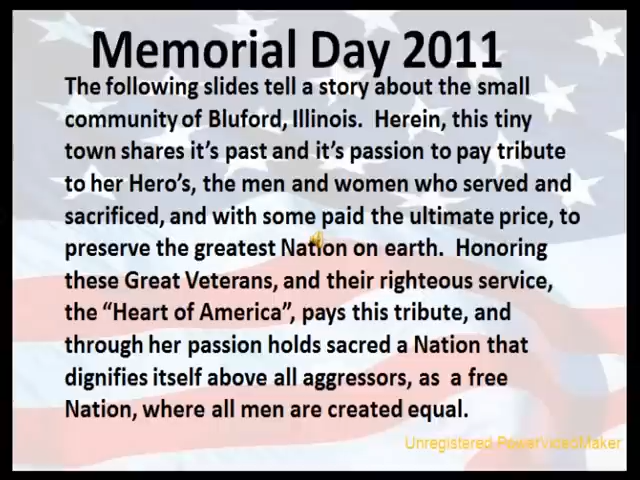 Memorial Day 2011
The following slides tell a story about the small
community of Bluford, Illinois. Herein, this tiny
town shares it's past and it's passion to pay tribute
to her Hero's, the men and women who served and
sacrificed, and with some paid the ultimate price, to
preserve the greatest Nation on earth. Honoring
these Great Veterans, and their righteous service,
the “Heart of America”, pays this tribute, and
through her passion holds sacred a Nation that
dignifies itself above all aggressors, as a free
Nation, where all men are created equal.
Unregistered PowerVideoMaker